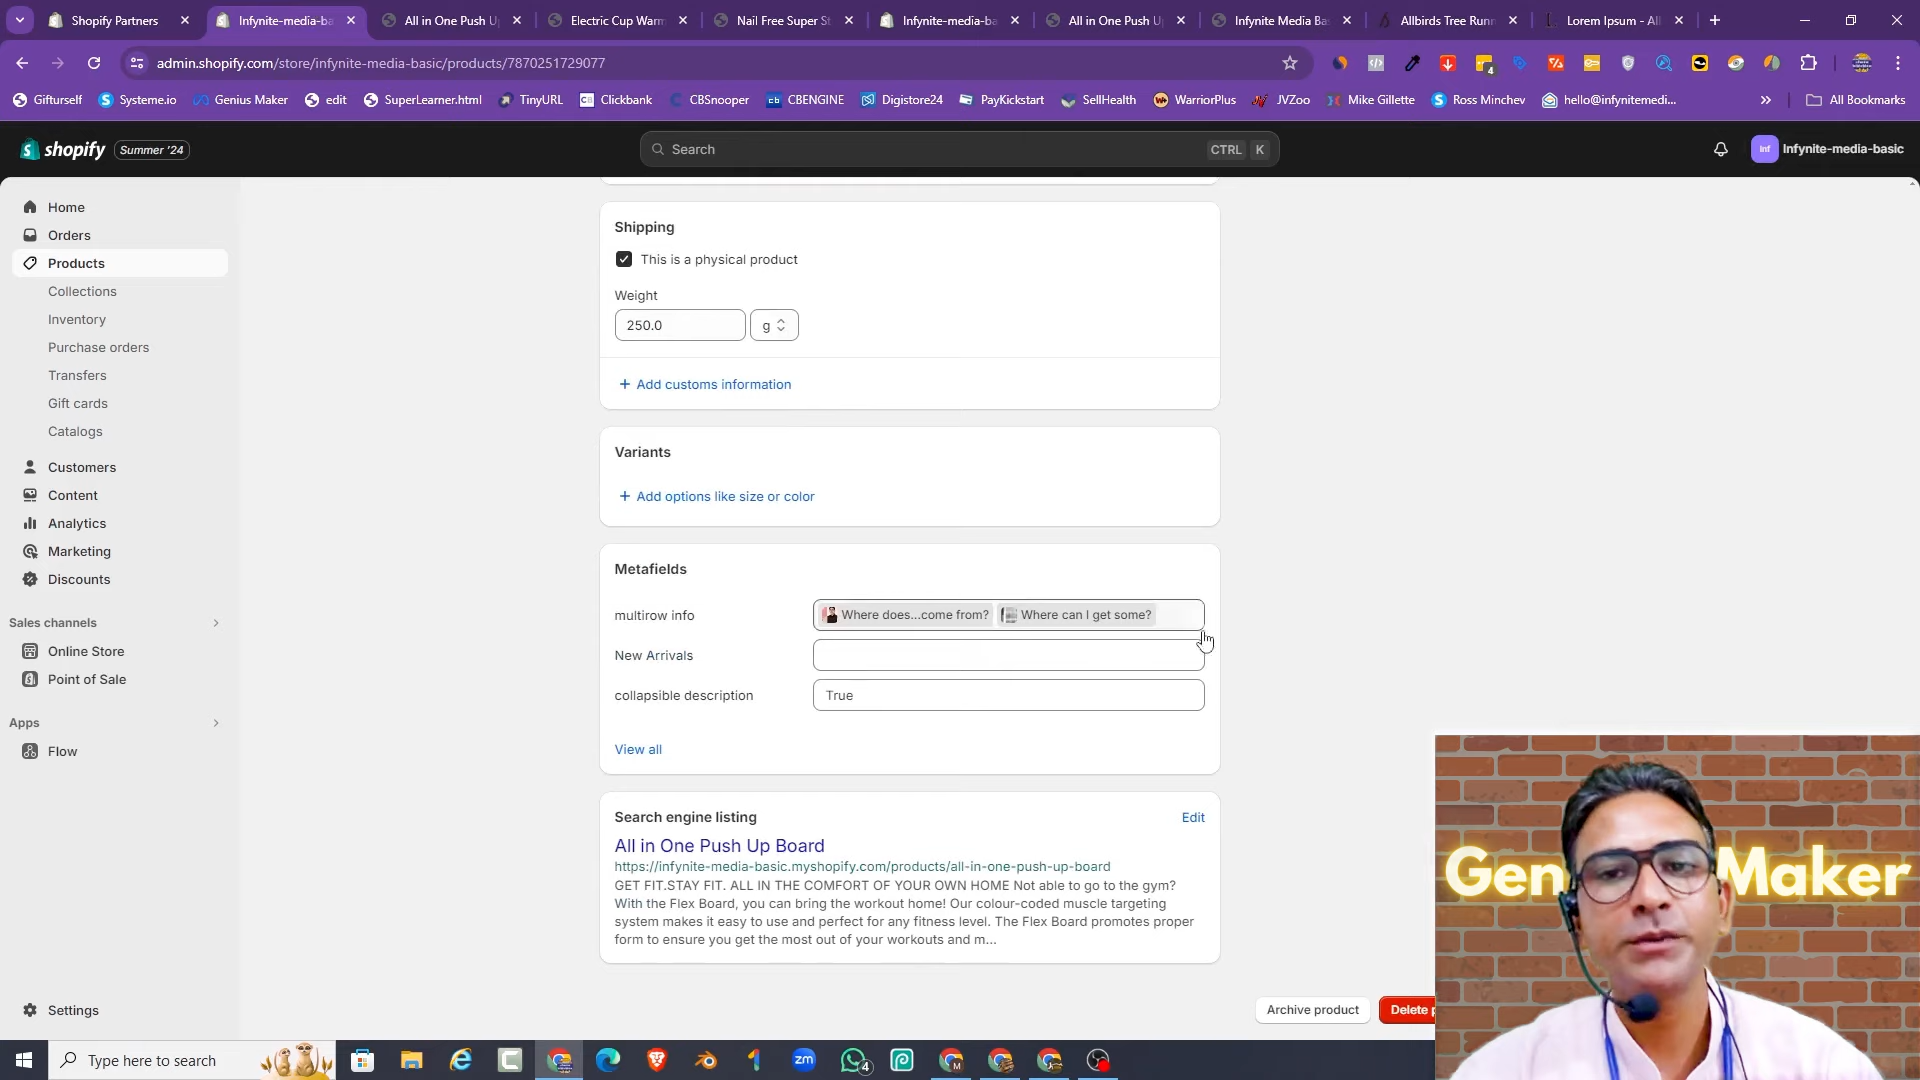 Shopify Partners
Infynite-media-ba
All in One Push U
Electric Cup Warm
Nail Free Super St
Infynite-media-ba
All in One Push U
Infynite Media Ba
Allbirds Tree Runn
Lorem Ipsum - All
admin.shopify.com/store/infynite-media-basic/products/7870251729077
Gifturself
Systeme.io
Genius Maker
edit
SuperLearner.html
TinyURL
Clickbank
CBSnooper
CBENGINE
Digistore24
PayKickstart
SellHealth
WarriorPlus
JVZoo
Mike Gillette
Ross Minchev
hello@infynitemedi...
All Bookmarks
shopify
Summer '24
Search
CTRL K
Inf
Infynite-media-basic
Home
Orders
Products
Collections
Inventory
Purchase orders
Transfers
Gift cards
Catalogs
Customers
Content
Analytics
Marketing
Discounts
Sales channels
Online Store
Point of Sale
Apps
Flow
Settings
Shipping
This is a physical product
Weight
250.0 g
+ Add customs information
Variants
+ Add options like size or color
Metafields
multirow info
Where does...come from? Where can I get some?
New Arrivals
collapsible description
True
View all
Search engine listing
Edit
All in One Push Up Board
https://infynite-media-basic.myshopify.com/products/all-in-one-push-up-board
GET FIT.STAY FIT. ALL IN THE COMFORT OF YOUR OWN HOME Not able to go to the gym?
With the Flex Board, you can bring the workout home! Our colour-coded muscle targeting
system makes it easy to use and perfect for any fitness level. The Flex Board promotes proper
form to ensure you get the most out of your workouts and m...
Archive product
Delete p
Gen Maker
Type here to search
zm
4